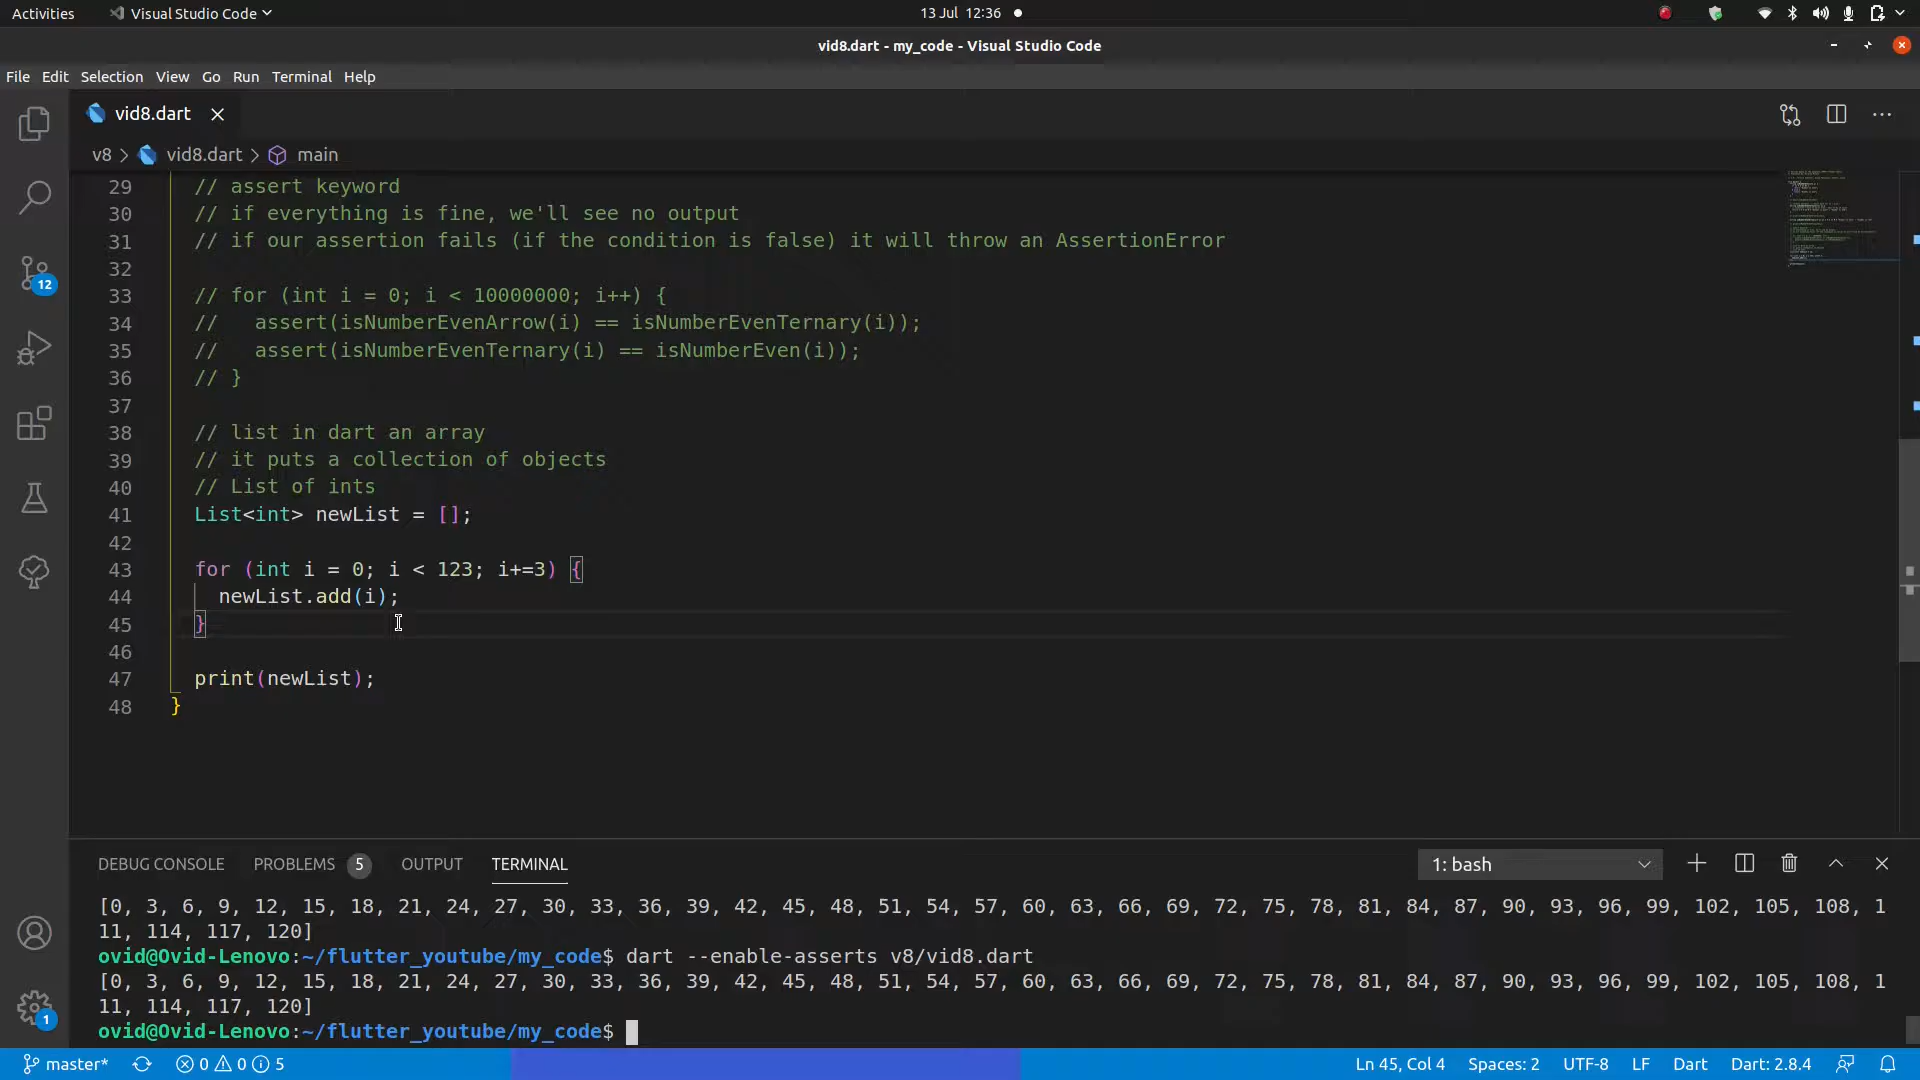 Activities Visual Studio Code 13 Jul 12:36
vid8.dart - my_code - Visual Studio Code
File Edit Selection View Go Run Terminal Help
vid8.dart
v8 > vid8.dart > main
29 // assert keyword
30 // if everything is fine, we'll see no output
31 // if our assertion fails (if the condition is false) it will throw an AssertionError
32
33 // for (int i = 0; i < 10000000; i++) {
34 //   assert(isNumberEvenArrow(i) == isNumberEvenTernary(i));
35 //   assert(isNumberEvenTernary(i) == isNumberEven(i));
36 // }
37
38 // list in dart an array
39 // it puts a collection of objects
40 // List of ints
41 List<int> newList = [];
42
43 for (int i = 0; i < 123; i+=3) {
44   newList.add(i);
45 }
46
47 print(newList);
48 }
12
1
DEBUG CONSOLE PROBLEMS 5 OUTPUT TERMINAL 1: bash
[0, 3, 6, 9, 12, 15, 18, 21, 24, 27, 30, 33, 36, 39, 42, 45, 48, 51, 54, 57, 60, 63, 66, 69, 72, 75, 78, 81, 84, 87, 90, 93, 96, 99, 102, 105, 108, 1
11, 114, 117, 120]
ovid@Ovid-Lenovo:~/flutter_youtube/my_code$ dart --enable-asserts v8/vid8.dart
[0, 3, 6, 9, 12, 15, 18, 21, 24, 27, 30, 33, 36, 39, 42, 45, 48, 51, 54, 57, 60, 63, 66, 69, 72, 75, 78, 81, 84, 87, 90, 93, 96, 99, 102, 105, 108, 1
11, 114, 117, 120]
ovid@Ovid-Lenovo:~/flutter_youtube/my_code$
master* 0 0 5 Ln 45, Col 4 Spaces: 2 UTF-8 LF Dart Dart: 2.8.4